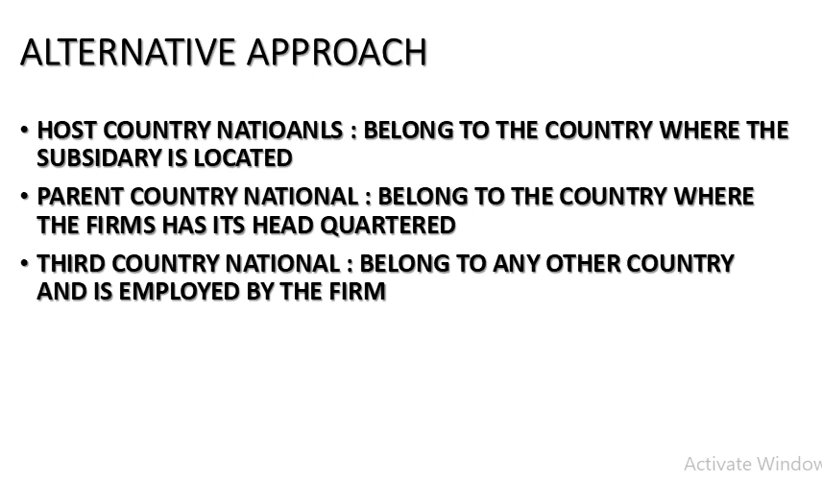 ALTERNATIVE APPROACH
• HOST COUNTRY NATIOANLS : BELONG TO THE COUNTRY WHERE THE
SUBSIDARY IS LOCATED
• PARENT COUNTRY NATIONAL : BELONG TO THE COUNTRY WHERE
THE FIRMS HAS ITS HEAD QUARTERED
• THIRD COUNTRY NATIONAL : BELONG TO ANY OTHER COUNTRY
AND IS EMPLOYED BY THE FIRM
Activate Window